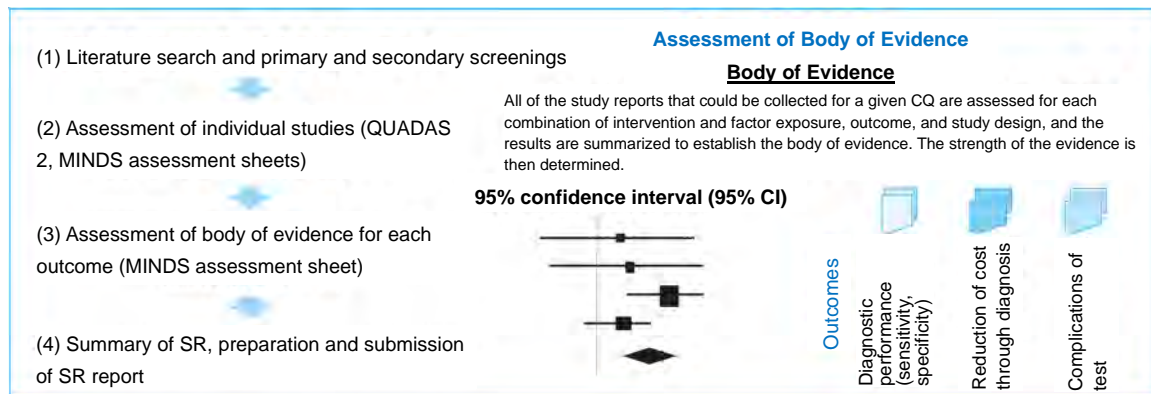 (1) Literature search and primary and secondary screenings
(2) Assessment of individual studies (QUADAS
2, MINDS assessment sheets)
(3) Assessment of body of evidence for each
outcome (MINDS assessment sheet)
(4) Summary of SR, preparation and submission
of SR report
Assessment of Body of Evidence
Body of Evidence
All of the study reports that could be collected for a given CQ are assessed for each
combination of intervention and factor exposure, outcome, and study design, and the
results are summarized to establish the body of evidence. The strength of the evidence is
then determined.
95% confidence interval (95% CI)
Outcomes
Diagnostic
performance
(sensitivity,
specificity)
Reduction of cost
through diagnosis
Complications of
test